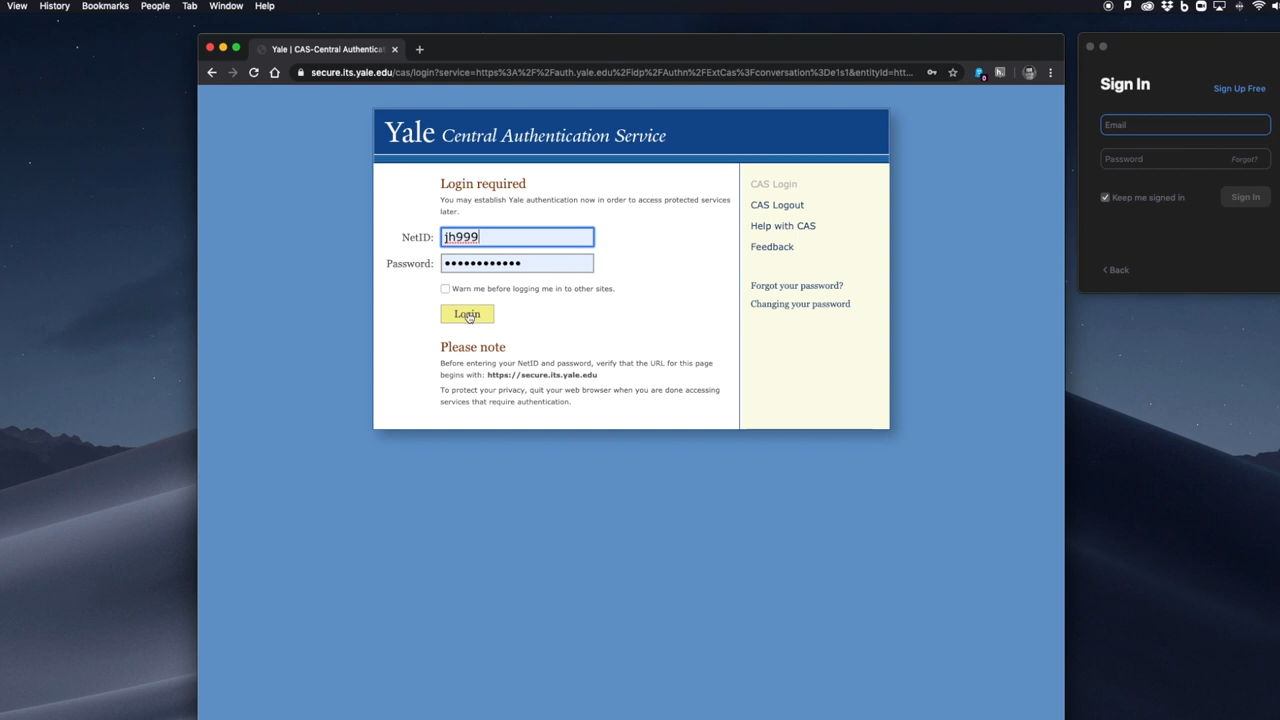 View History Bookmarks People Tab Window Help
Yale | CAS-Central Authenticat
secure.its.yale.edu/cas/login?service=https%3A%2F%2Fauth.yale.edu%2Fidp%2FAuthn%2FExtCas%3Fconversation%3De1s1&entityId=htt...
0
Yale Central Authentication Service
Login required
You may establish Yale authentication now in order to access protected services
later.
NetID: jh999
Password: ••••••••••••
Warn me before logging me in to other sites.
Login
Please note
Before entering your NetID and password, verify that the URL for this page
begins with: https://secure.its.yale.edu
To protect your privacy, quit your web browser when you are done accessing
services that require authentication.
CAS Login
CAS Logout
Help with CAS
Feedback
Forgot your password?
Changing your password
Sign In
Sign Up Free
Email
Password Forgot?
Keep me signed in
Sign In
< Back